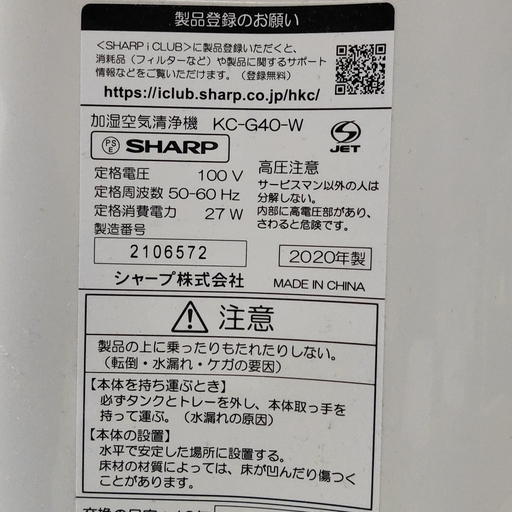 製品登録のお願い
<SHARP i CLUB>に製品登録いただくと、
消耗品（フィルターなど）や製品に関するサポート
情報などをご覧いただけます。（登録無料）
https://iclub.sharp.co.jp/hkc/
加湿空気清浄機 KC-G40-W
PS E SHARP
JET
定格電圧 100 V
定格周波数 50-60 Hz
定格消費電力 27 W
製造番号
2106572
シャープ株式会社
高圧注意
サービスマン以外の人は
分解しない。
内部に高電圧部があり、
さわると危険です。
2020年製
MADE IN CHINA
注意
製品の上に乗ったりもたれたりしない。
（転倒・水漏れ・ケガの要因）
【本体を持ち運ぶとき】
必ずタンクとトレーを外し、本体取っ手を
持って運ぶ。（水漏れの原因）
【本体の設置】
水平で安定した場所に設置する。
床材の材質によっては、床が凹んだり傷つく
ことがあります。